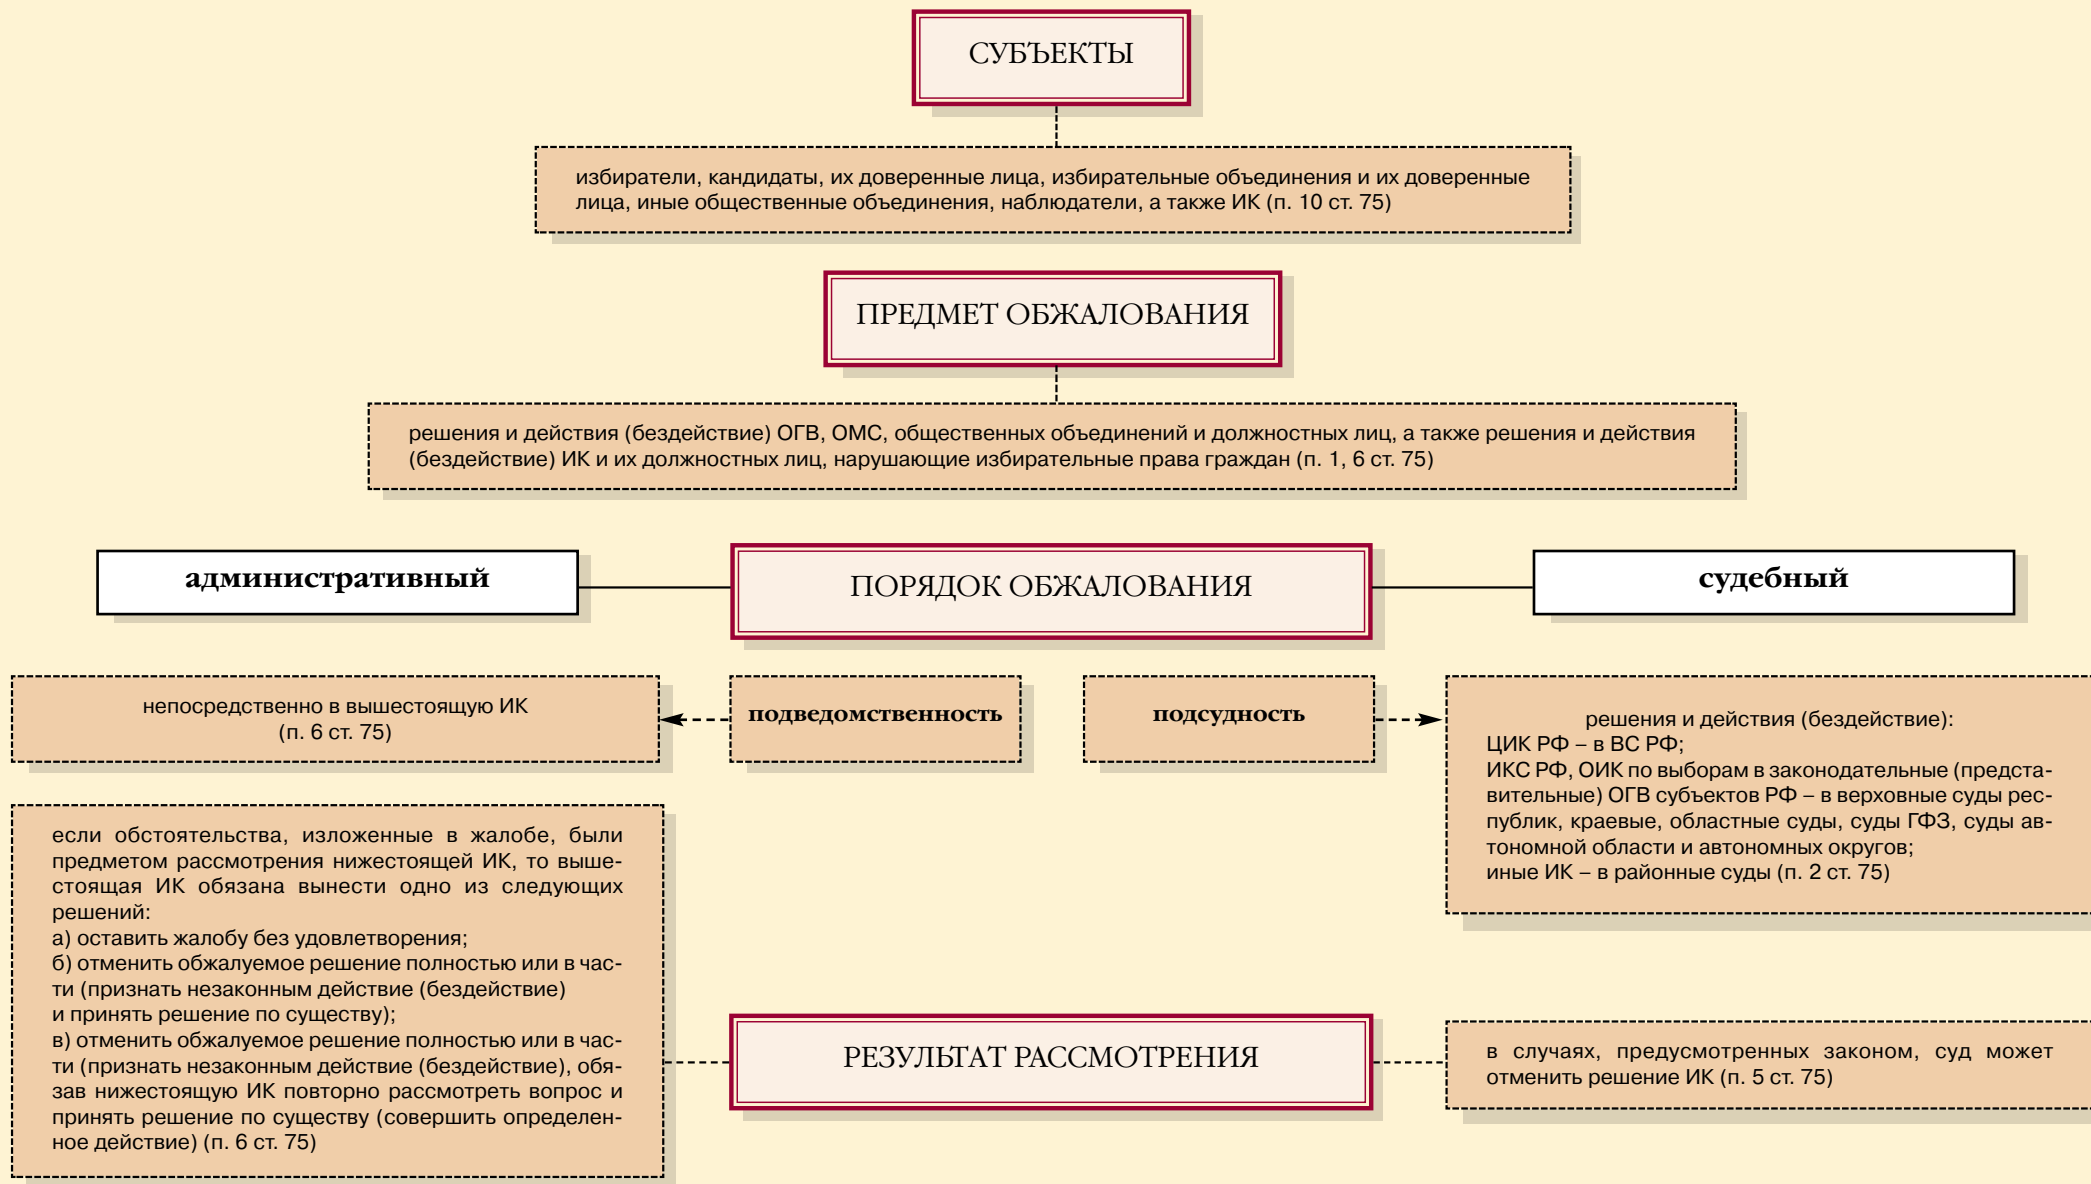 СУБЪЕКТЫ
избиратели, кандидаты, их доверенные лица, избирательные объединения и их доверенные
лица, иные общественные объединения, наблюдатели, а также ИК (п. 10 ст. 75)
ПРЕДМЕТ ОБЖАЛОВАНИЯ
решения и действия (бездействие) ОГВ, ОМС, общественных объединений и должностных лиц, а также решения и действия
(бездействие) ИК и их должностных лиц, нарушающие избирательные права граждан (п. 1, 6 ст. 75)
административный
ПОРЯДОК ОБЖАЛОВАНИЯ
судебный
непосредственно в вышестоящую ИК
(п. 6 ст. 75)
подведомственность
подсудность
решения и действия (бездействие):
ЦИК РФ – в ВС РФ;
ИКС РФ, ОИК по выборам в законодательные (предста-
вительные) ОГВ субъектов РФ – в верховные суды рес-
публик, краевые, областные суды, суды ГФЗ, суды ав-
тономной области и автономных округов;
иные ИК – в районные суды (п. 2 ст. 75)
если обстоятельства, изложенные в жалобе, были
предметом рассмотрения нижестоящей ИК, то выше-
стоящая ИК обязана вынести одно из следующих
решений:
а) оставить жалобу без удовлетворения;
б) отменить обжалуемое решение полностью или в час-
ти (признать незаконным действие (бездействие)
и принять решение по существу);
в) отменить обжалуемое решение полностью или в час-
ти (признать незаконным действие (бездействие), обя-
зав нижестоящую ИК повторно рассмотреть вопрос и
принять решение по существу (совершить определен-
ное действие) (п. 6 ст. 75)
РЕЗУЛЬТАТ РАССМОТРЕНИЯ
в случаях, предусмотренных законом, суд может
отменить решение ИК (п. 5 ст. 75)